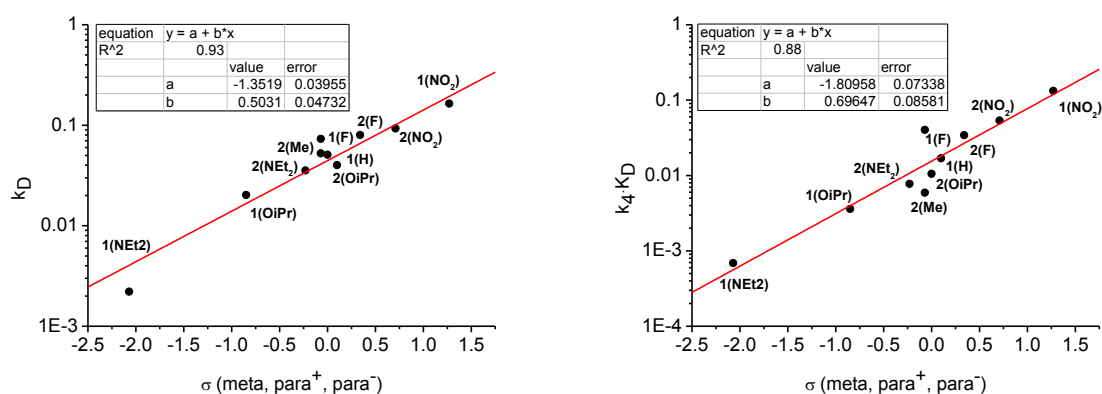 equation y = a + b*x
R^2 0.93
value error
a -1.3519 0.03955
b 0.5031 0.04732
1
0.1
0.01
1E-3
k_D
1(NO₂)
2(F)
1(F)
2(NO₂)
2(Me)
1(H)
2(NEt₂)
2(OiPr)
1(OiPr)
1(NEt2)
-2.5 -2.0 -1.5 -1.0 -0.5 0.0 0.5 1.0 1.5
σ (meta, para⁺, para⁻)
equation y = a + b*x
R^2 0.88
value error
a -1.80958 0.07338
b 0.69647 0.08581
1
0.1
0.01
1E-3
1E-4
k₄·K_D
2(NO₂)
1(NO₂)
1(F)
2(F)
1(H)
2(NEt₂)
2(OiPr)
1(OiPr)
2(Me)
1(NEt2)
-2.5 -2.0 -1.5 -1.0 -0.5 0.0 0.5 1.0 1.5
σ (meta, para⁺, para⁻)